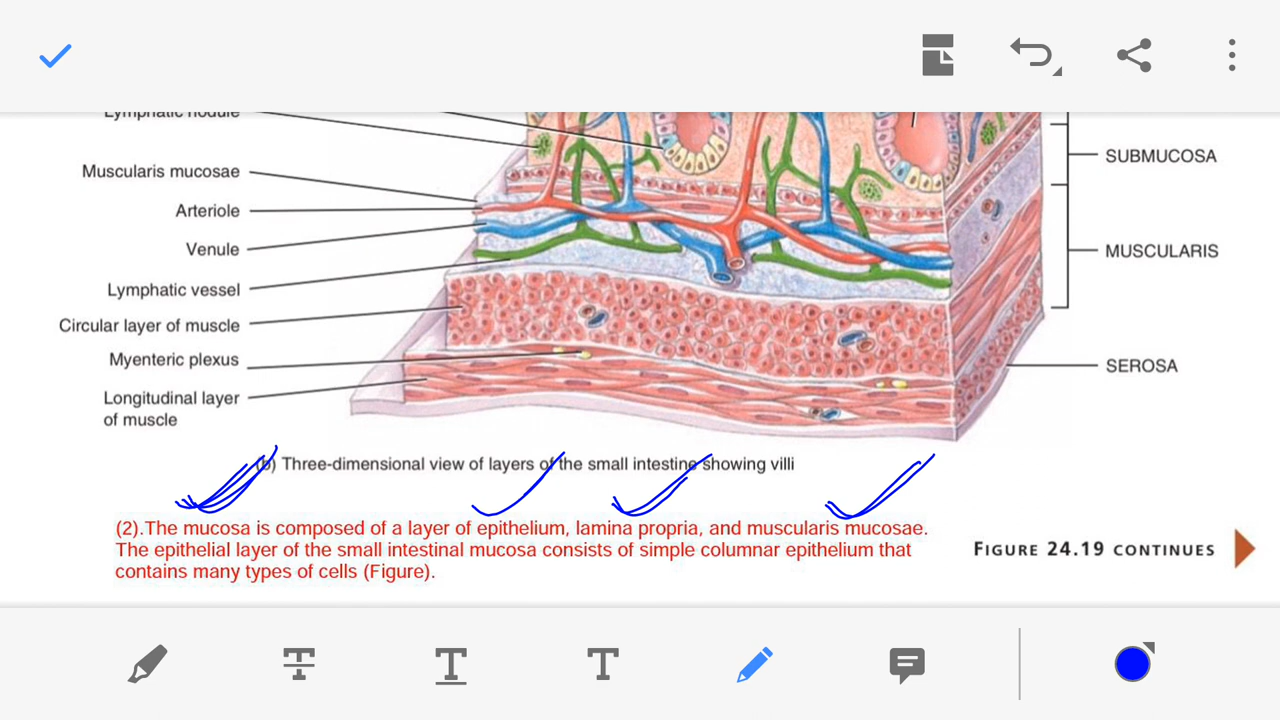 Lymphatic nodule
Muscularis mucosae
Arteriole
Venule
Lymphatic vessel
Circular layer of muscle
Myenteric plexus
Longitudinal layer
of muscle
SUBMUCOSA
MUSCULARIS
SEROSA
(b) Three-dimensional view of layers of the small intestine showing villi
(2).The mucosa is composed of a layer of epithelium, lamina propria, and muscularis mucosae.
The epithelial layer of the small intestinal mucosa consists of simple columnar epithelium that
contains many types of cells (Figure).
FIGURE 24.19 CONTINUES
T
T
T